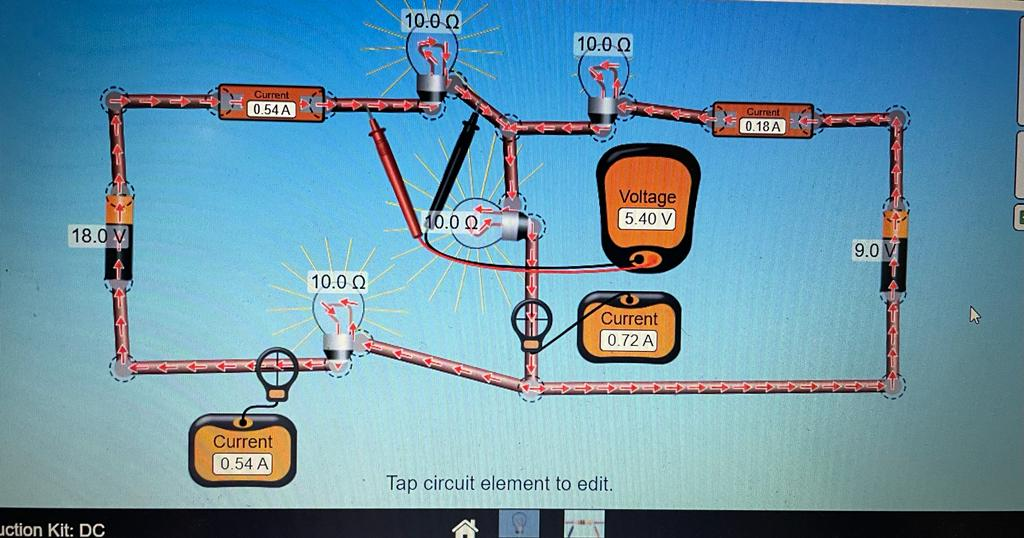 10.0 Ω
10.0 Ω
Current
0.54 A
Current
0.18 A
Voltage
5.40 V
10.0 Ω
18.0 V
9.0 V
10.0 Ω
Current
0.72 A
Current
0.54 A
Tap circuit element to edit.
uction Kit: DC